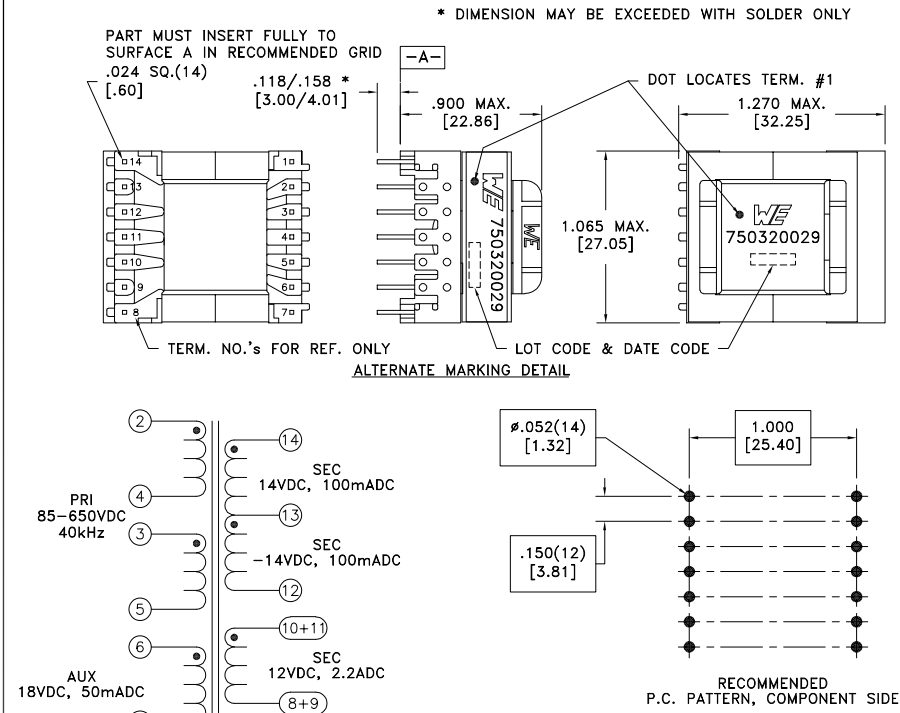 * DIMENSION MAY BE EXCEEDED WITH SOLDER ONLY
PART MUST INSERT FULLY TO
SURFACE A IN RECOMMENDED GRID
.024 SQ.(14)
[.60]
.118/.158 *
[3.00/4.01]
-A-
.900 MAX.
[22.86]
DOT LOCATES TERM. #1
1.270 MAX.
[32.25]
14
13
12
11
10
9
8
1
2
3
4
5
6
7
WE 750320029
WE
1.065 MAX.
[27.05]
WE
750320029
TERM. NO.'s FOR REF. ONLY
LOT CODE & DATE CODE
ALTERNATE MARKING DETAIL
2
4
PRI
85-650VDC
40kHz
3
5
6
AUX
18VDC, 50mADC
14
SEC
14VDC, 100mADC
13
SEC
-14VDC, 100mADC
12
10+11
SEC
12VDC, 2.2ADC
8+9
ø.052(14)
[1.32]
1.000
[25.40]
.150(12)
[3.81]
RECOMMENDED
P.C. PATTERN, COMPONENT SIDE